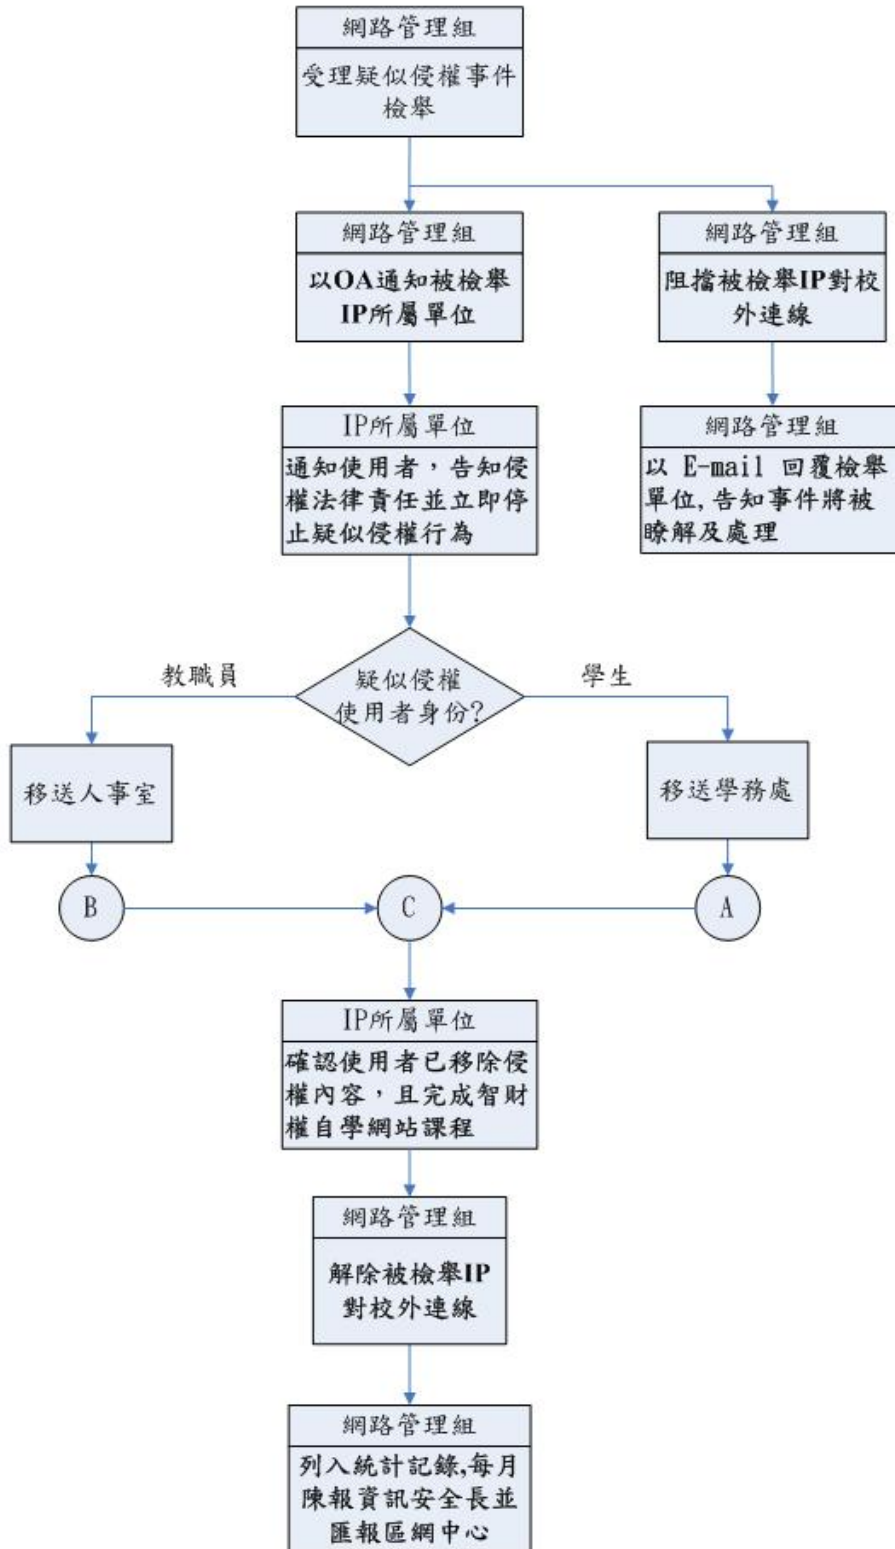 網路管理組
受理疑似侵權事件
檢舉
網路管理組
以OA通知被檢舉
IP所屬單位
網路管理組
阻擋被檢舉IP對校
外連線
IP所屬單位
通知使用者，告知侵
權法律責任並立即停
止疑似侵權行為
網路管理組
以 E-mail 回覆檢舉
單位,告知事件將被
瞭解及處理
教職員
疑似侵權
使用者身份?
學生
移送人事室
移送學務處
B
C
A
IP所屬單位
確認使用者已移除侵
權內容，且完成智財
權自學網站課程
網路管理組
解除被檢舉IP
對校外連線
網路管理組
列入統計記錄,每月
陳報資訊安全長並
匯報區網中心